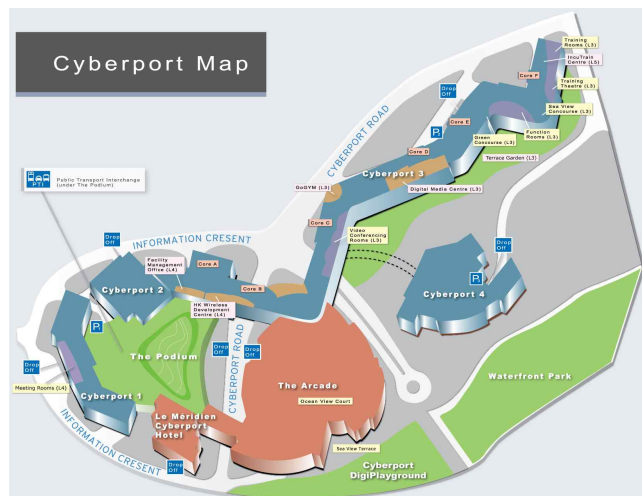 Cyberport Map
Training
Rooms (L3)
IncuTrain
Centre (L5)
Training
Theatre (L3)
Sea View
Concourse (L3)
Function
Rooms (L3)
Green
Concourse (L3)
Terrace Garden (L3)
Core F
Core E
Core D
Drop
Off
P
CYBERPORT ROAD
Cyberport 3
GoGYM (L3)
Digital Media Centre (L3)
Core C
Video
Conferencing
Rooms (L3)
PTI
Public Transport Interchange
(under The Podium)
INFORMATION CRESENT
Drop
Off
Facility
Management
Office (L4)
Core A
Cyberport 2
Core B
HK Wireless
Development
Centre (L4)
Drop
Off
P
Cyberport 4
P
The Podium
CYBERPORT ROAD
Drop
Off
Drop
Off
Drop
Off
Meeting Rooms (L4)
Cyberport 1
The Arcade
Ocean View Court
Waterfront Park
Le Méridien
Cyberport
Hotel
INFORMATION CRESENT
Drop
Off
Sea View Terrace
Cyberport
DigiPlayground